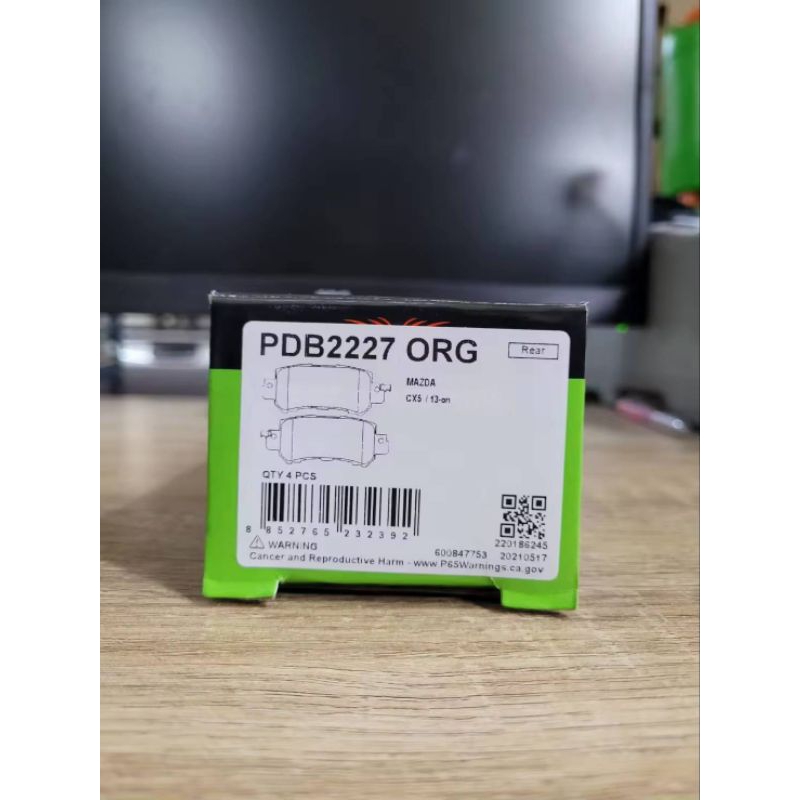 PDB2227 ORG
Rear
MAZDA
CX5 / 13-on
QTY 4 PCS
8 852765 232392
220186245
600847753 20210517
WARNING
Cancer and Reproductive Harm - www.P65Warnings.ca.gov